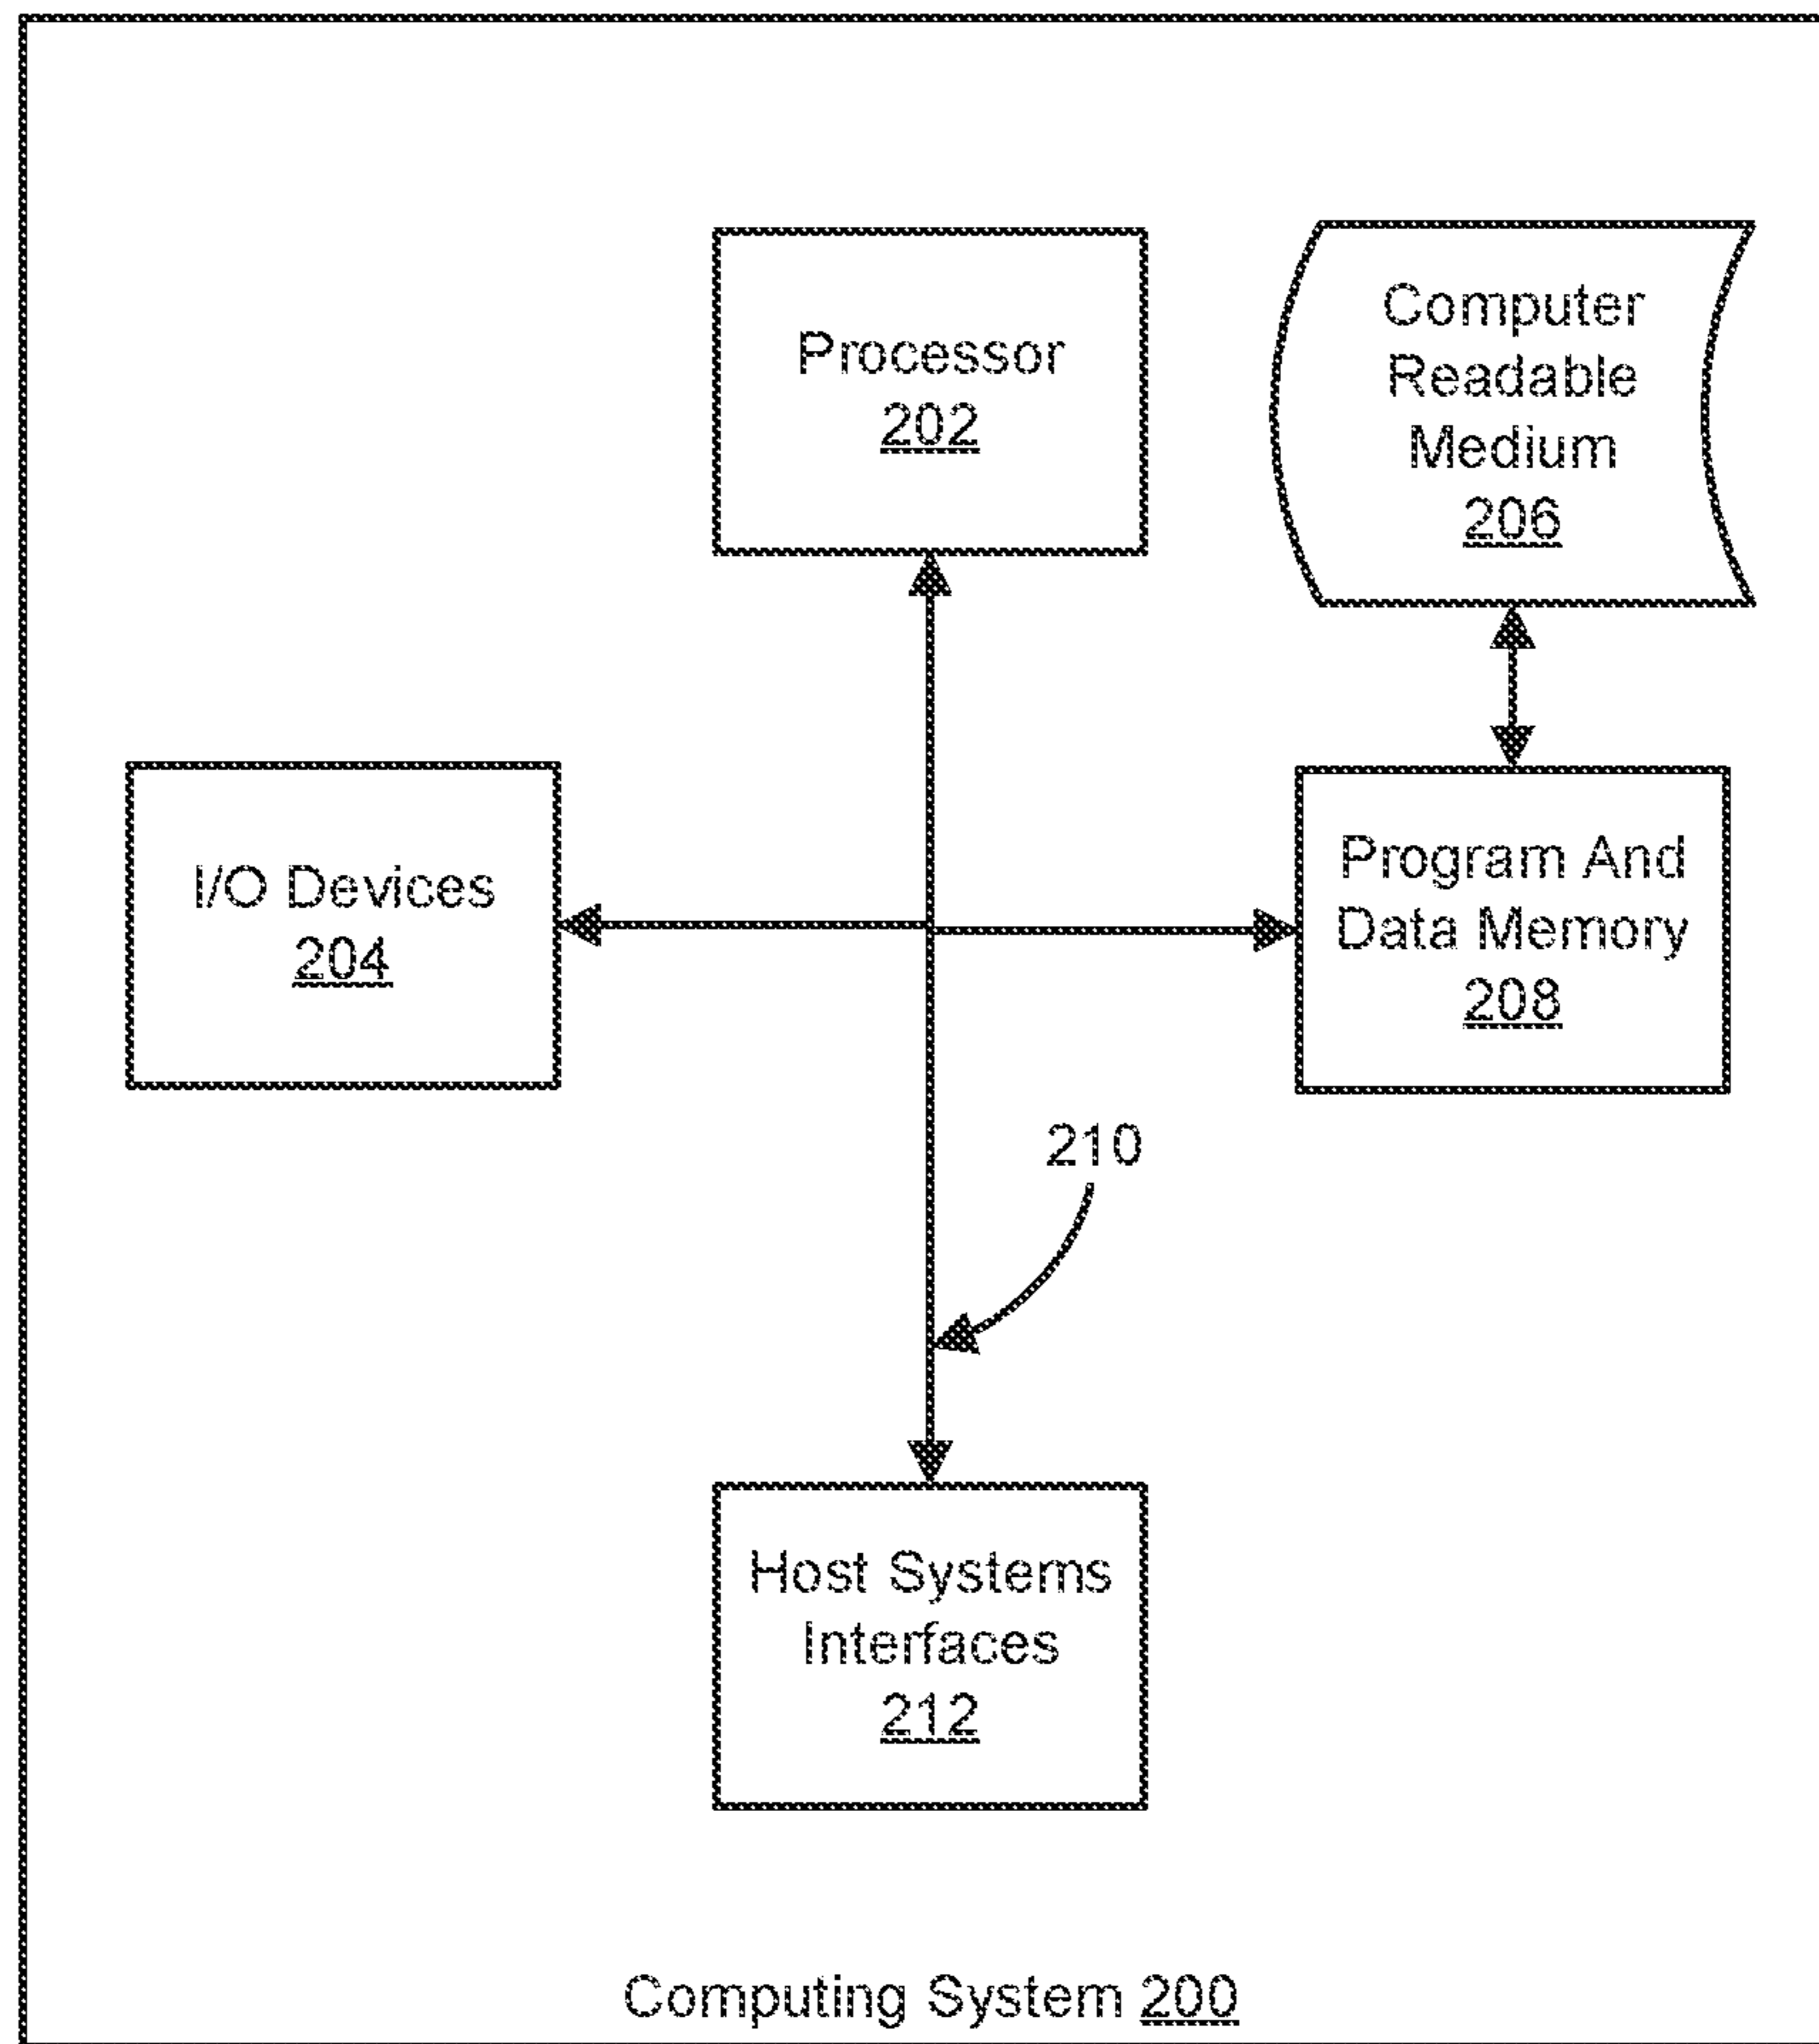 Processor
202
Computer
Readable
Medium
206
I/O Devices
204
Program And
Data Memory
208
210
Host Systems
Interfaces
212
Computing System 200